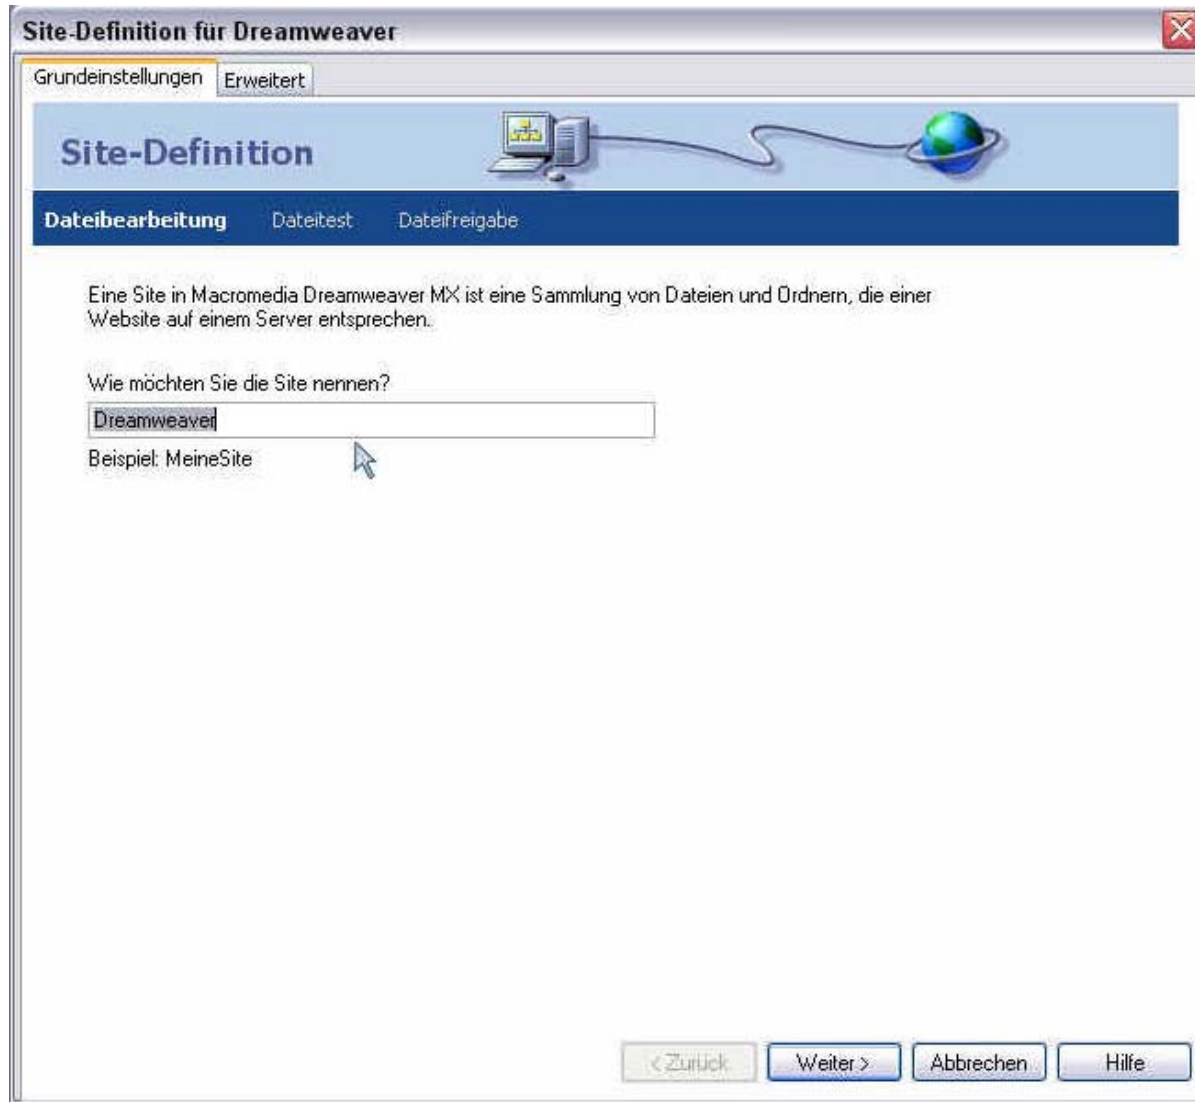 Site-Definition für Dreamweaver
Grundeinstellungen Erweitert
Site-Definition
Dateibearbeitung Dateitest Dateifreigabe
Eine Site in Macromedia Dreamweaver MX ist eine Sammlung von Dateien und Ordnern, die einer
Website auf einem Server entsprechen.
Wie möchten Sie die Site nennen?
Dreamweaver
Beispiel: MeineSite
< Zurück Weiter > Abbrechen Hilfe